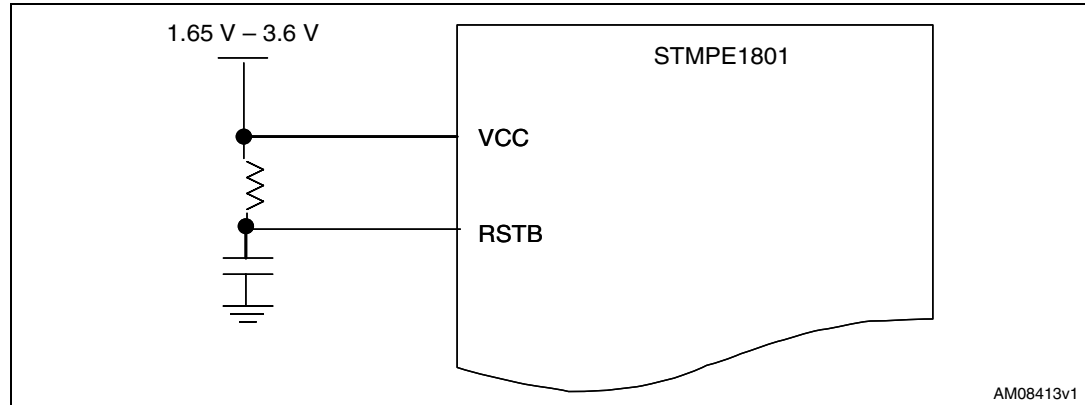 1.65 V – 3.6 V
STMPE1801
VCC
RSTB
AM08413v1